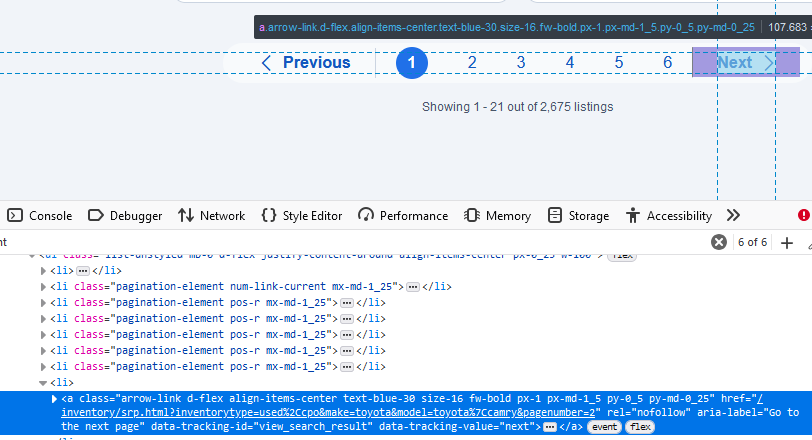 a.arrow-link.d-flex.align-items-center.text-blue-30.size-16.fw-bold.px-1.px-md-1_5.py-0_5.py-md-0_25 107.683
Previous 1 2 3 4 5 6 Next
Showing 1 - 21 out of 2,675 listings
Console Debugger Network Style Editor Performance Memory Storage Accessibility
nt 6 of 6
<ul class="list-unstyled mb-0 d-flex justify-content-around align-items-center px-0_25 w-100"> flex
<li> </li>
<li class="pagination-element num-link-current mx-md-1_25"> </li>
<li class="pagination-element pos-r mx-md-1_25"> </li>
<li class="pagination-element pos-r mx-md-1_25"> </li>
<li class="pagination-element pos-r mx-md-1_25"> </li>
<li class="pagination-element pos-r mx-md-1_25"> </li>
<li class="pagination-element pos-r mx-md-1_25"> </li>
<li>
<a class="arrow-link d-flex align-items-center text-blue-30 size-16 fw-bold px-1 px-md-1_5 py-0_5 py-md-0_25" href="/
inventory/srp.html?inventorytype=used%2Ccpo&make=toyota&model=toyota%7Ccamry&pagenumber=2" rel="nofollow" aria-label="Go to
the next page" data-tracking-id="view_search_result" data-tracking-value="next"> </a> event flex